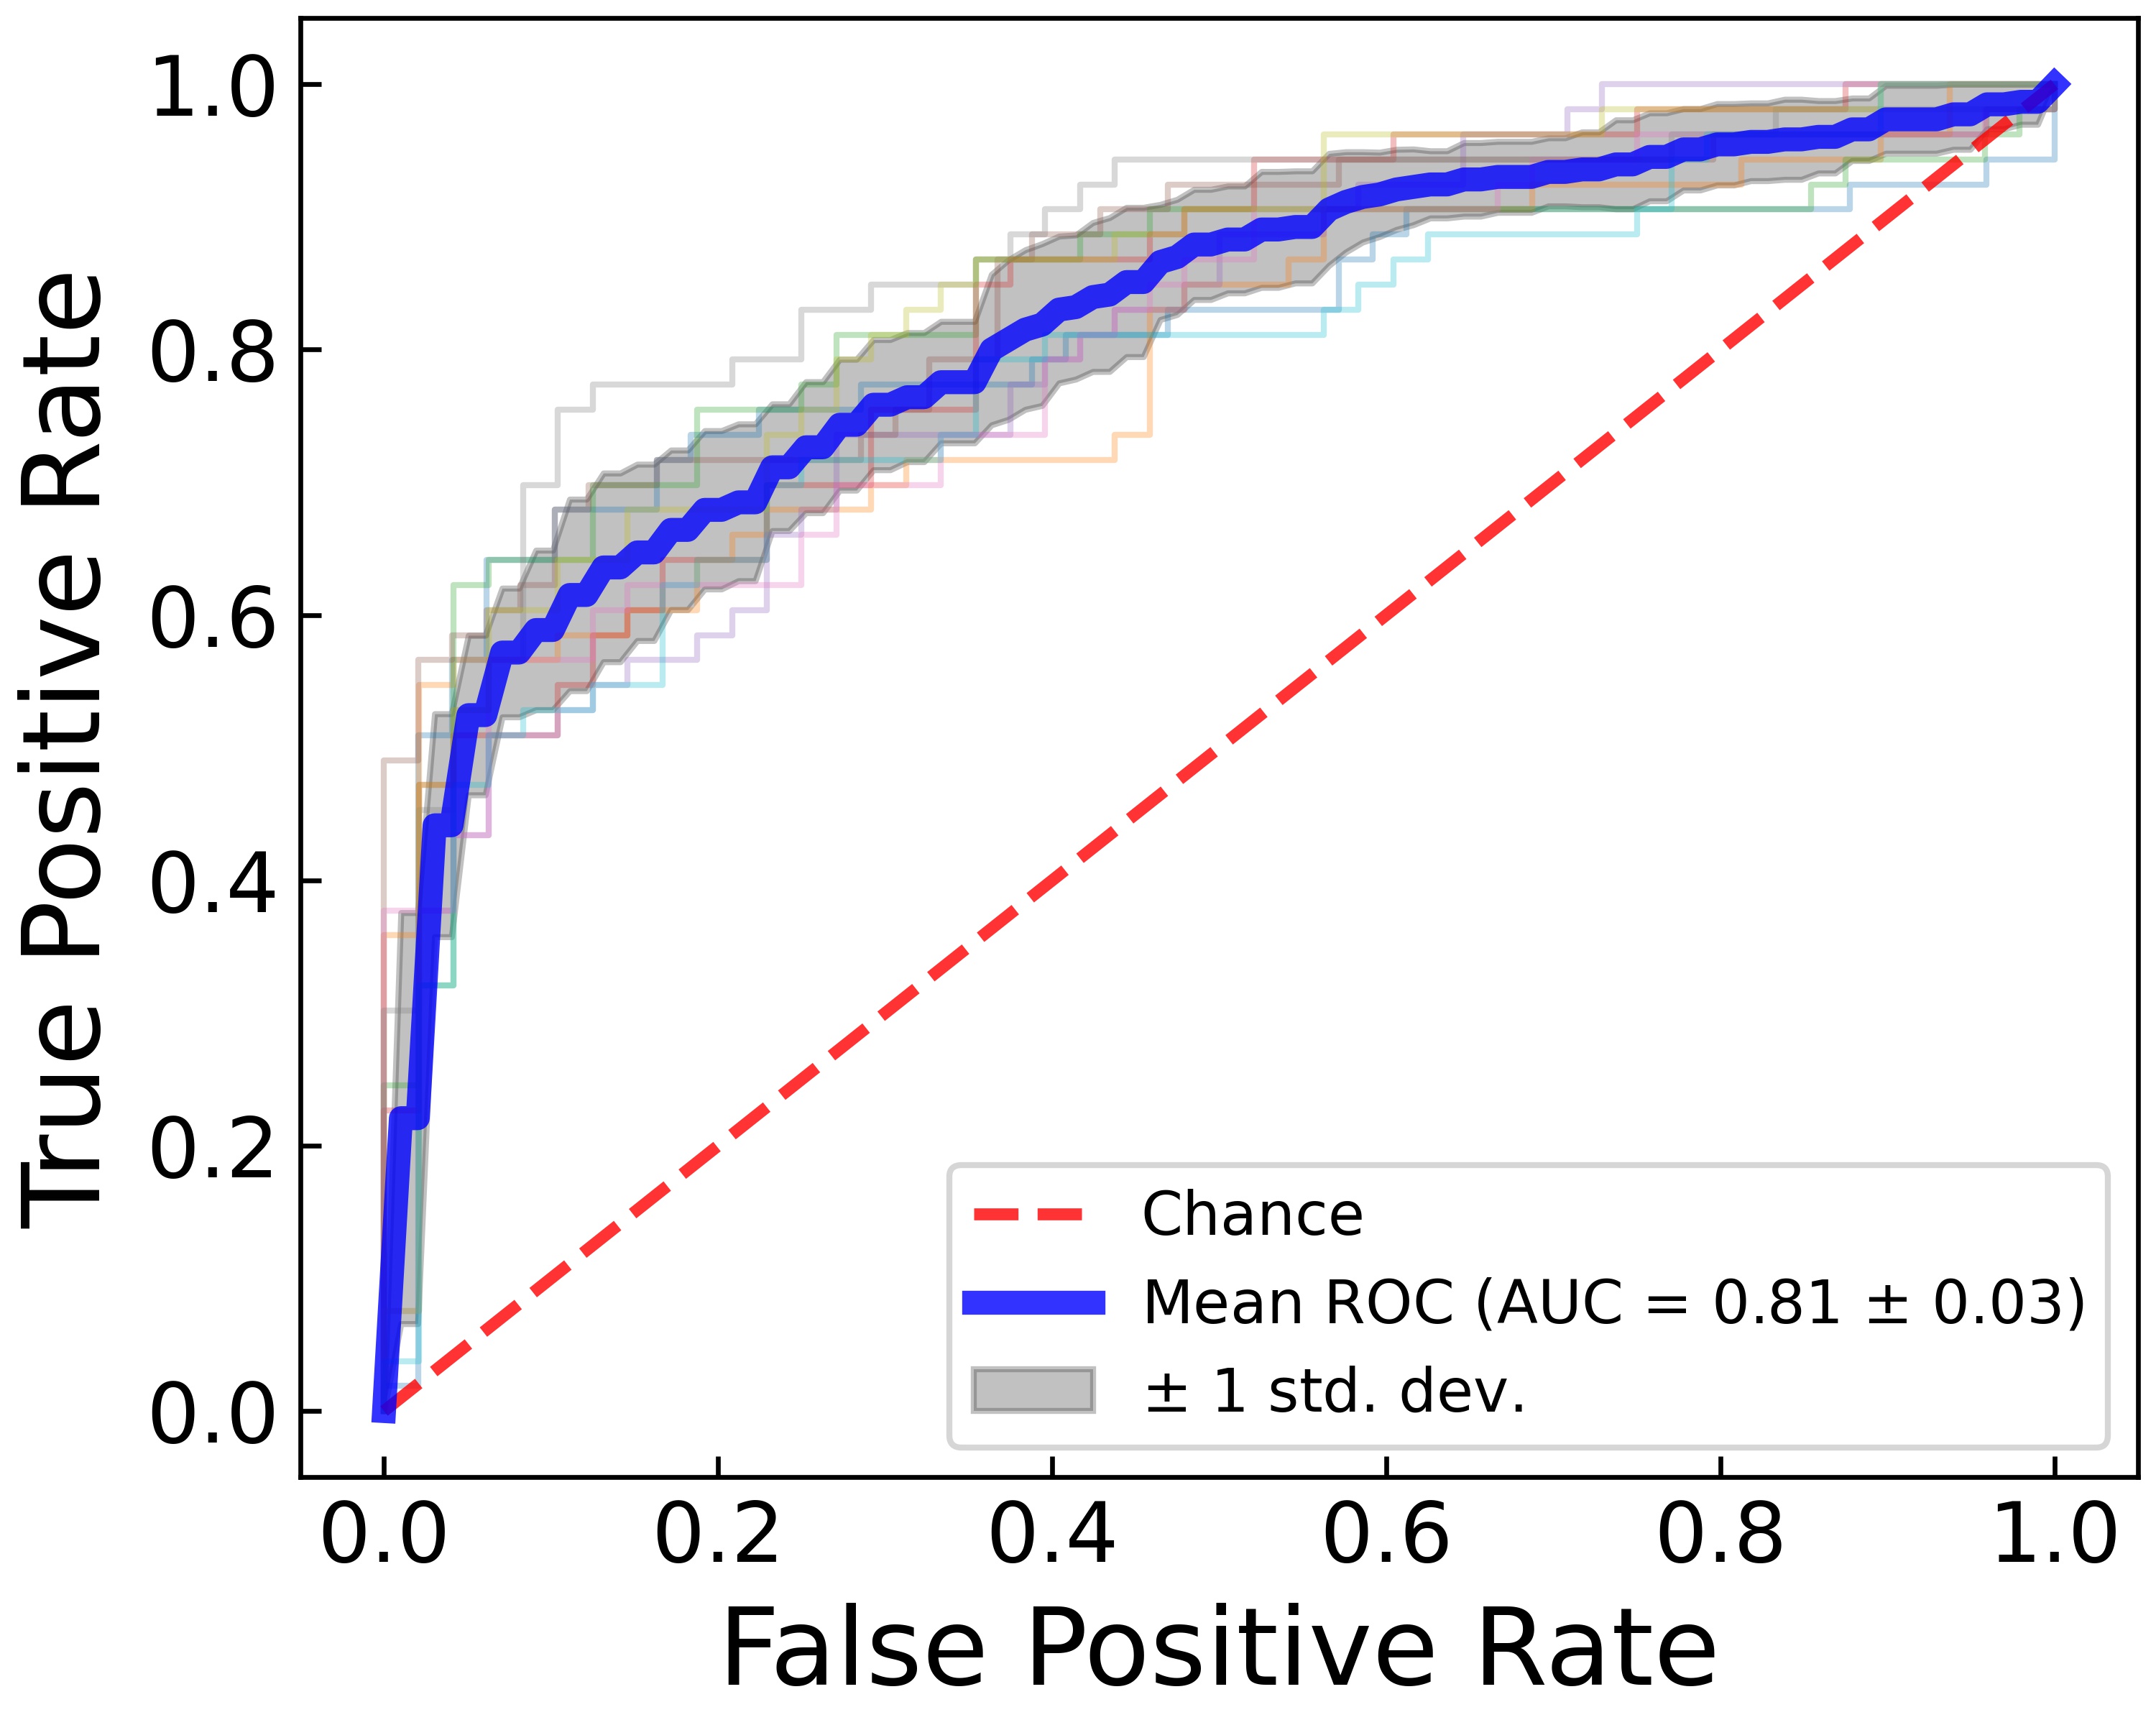 True Positive Rate
1.0
0.8
0.6
0.4
0.2
0.0
Chance
Mean ROC (AUC = 0.81 ± 0.03)
± 1 std. dev.
0.0 0.2 0.4 0.6 0.8 1.0
False Positive Rate